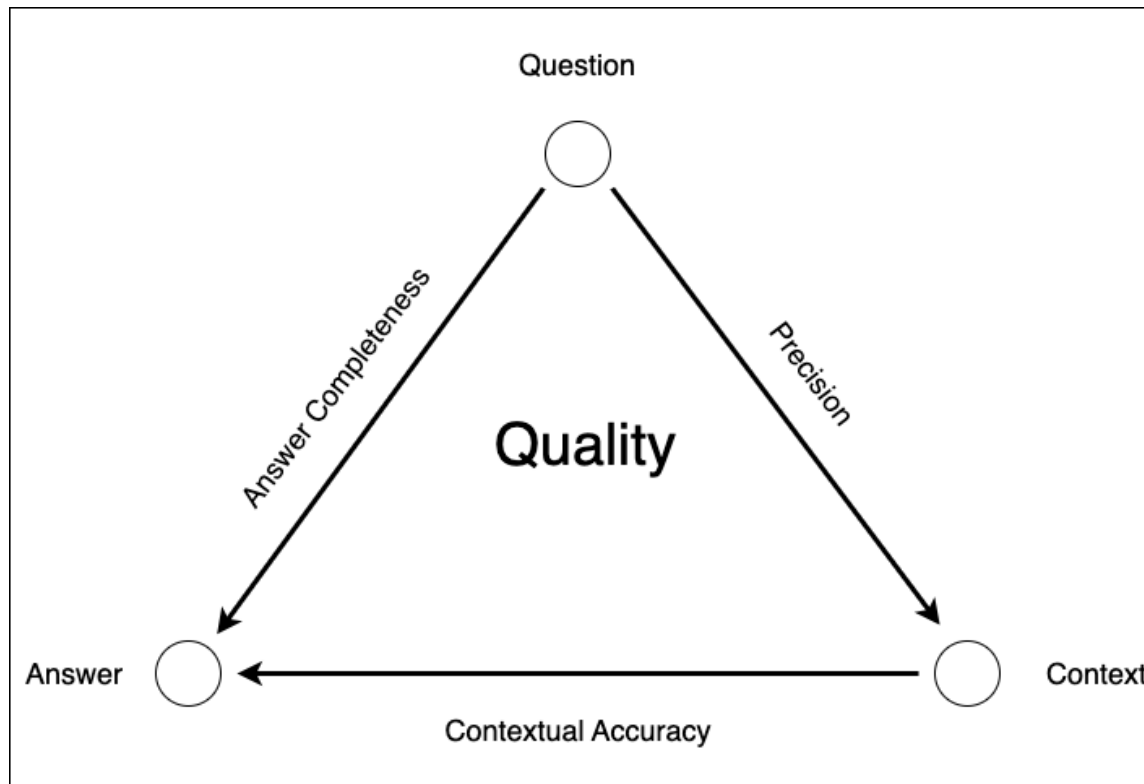 Question
Answer Completeness
Precision
Quality
Answer
Context
Contextual Accuracy